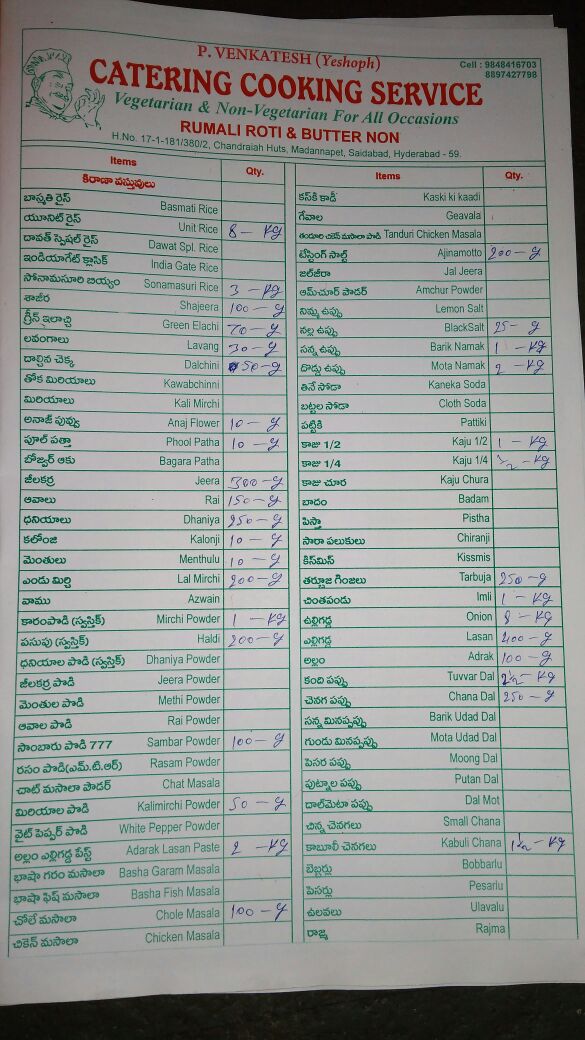 P. VENKATESH (Yeshoph)
Cell : 9848416703
8897427798
CATERING COOKING SERVICE
Vegetarian & Non-Vegetarian For All Occasions
RUMALI ROTI & BUTTER NON
H.No. 17-1-181/380/2, Chandraiah Huts, Madannapet, Saidabad, Hyderabad - 59.
Items Qty.
కిరాణా వస్తువులు
బాస్మతి రైస్ Basmati Rice
యూనిట్ రైస్ Unit Rice 8 - KG
దావత్ స్పెషల్ రైస్ Dawat Spl. Rice
ఇండియాగేట్ క్లాసిక్ India Gate Rice
సోనామసూరి బియ్యం Sonamasuri Rice 3 - KG
శాజీర Shajeera 100 - g
గ్రీన్ ఇలాచ్చి Green Elachi 70 - g
లవంగాలు Lavang 30 - g
దాల్చిన చెక్క Dalchini 50 - g
తోక మిరియాలు Kawabchinni
మిరియాలు Kali Mirchi
అనాజ్ పువ్వు Anaj Flower 10 - g
పూల్ పత్తా Phool Patha 10 - g
బోజ్వర్ ఆకు Bagara Patha
జీలకర్ర Jeera 300 - g
ఆవాలు Rai 150 - g
ధనియాలు Dhaniya 250 - g
కలోంజి Kalonji 10 - g
మెంతులు Menthulu 10 - g
ఎండు మిర్చి Lal Mirchi 200 - g
వాము Azwain
కారంపొడి (స్వస్తిక్) Mirchi Powder 1 - KG
పసుపు (స్వస్తిక్) Haldi 200 - g
ధనియాల పొడి (స్వస్తిక్) Dhaniya Powder
జీలకర్ర పొడి Jeera Powder
మెంతుల పొడి Methi Powder
ఆవాల పొడి Rai Powder
సాంబారు పొడి 777 Sambar Powder 100 - g
రసం పొడి(ఎమ్.టి.ఆర్) Rasam Powder
చాట్ మసాలా పౌడర్ Chat Masala
మిరియాల పొడి Kalimirchi Powder 50 - g
వైట్ పెప్పర్ పొడి White Pepper Powder
అల్లం ఎల్లిగడ్డ పేస్ట్ Adarak Lasan Paste 2 - KG
భాషా గరం మసాలా Basha Garam Masala
భాషా ఫిష్ మసాలా Basha Fish Masala
చోలే మసాలా Chole Masala 100 - g
చికెన్ మసాలా Chicken Masala
Items Qty.
కస్‌కి కాడీ Kaski ki kaadi
గేవాల Geavala
తందూరి చికెన్ మసాలా పొడి Tanduri Chicken Masala
టేస్టింగ్ సాల్ట్ Ajinamotto 200 - g
జల్‌జీరా Jal Jeera
ఆమ్‌చూర్ పౌడర్ Amchur Powder
నిమ్మ ఉప్పు Lemon Salt
నల్ల ఉప్పు BlackSalt 25 - g
సన్న ఉప్పు Barik Namak 1 - KG
దొడ్డు ఉప్పు Mota Namak 2 - KG
తినే సోడా Kaneka Soda
బట్టల సోడా Cloth Soda
పట్టికి Pattiki
కాజు 1/2 Kaju 1/2 1 - KG
కాజు 1/4 Kaju 1/4 1/2 - KG
కాజు చూర Kaju Chura
బాదం Badam
పిస్తా Pistha
సారా పలుకులు Chiranji
కిస్‌మిస్ Kissmis
తర్బూజ గింజలు Tarbuja 250 - g
చింతపండు Imli 1 - KG
ఉల్లిగడ్డ Onion 8 - KG
ఎల్లిగడ్డ Lasan 400 - g
అల్లం Adrak 100 - g
కంది పప్పు Tuvvar Dal 2 1/2 - KG
చెనగ పప్పు Chana Dal 250 - g
సన్న మినప్పప్పు Barik Udad Dal
గుండు మినప్పప్పు Mota Udad Dal
పెసర పప్పు Moong Dal
పుట్నాల పప్పు Putan Dal
దాల్‌మెటా పప్పు Dal Mot
చిన్న చెనగలు Small Chana
కాబూలీ చెనగలు Kabuli Chana 1 1/2 - KG
బెబ్బర్లు Bobbarlu
పెసర్లు Pesarlu
ఉలవలు Ulavalu
రాజ్మ Rajma